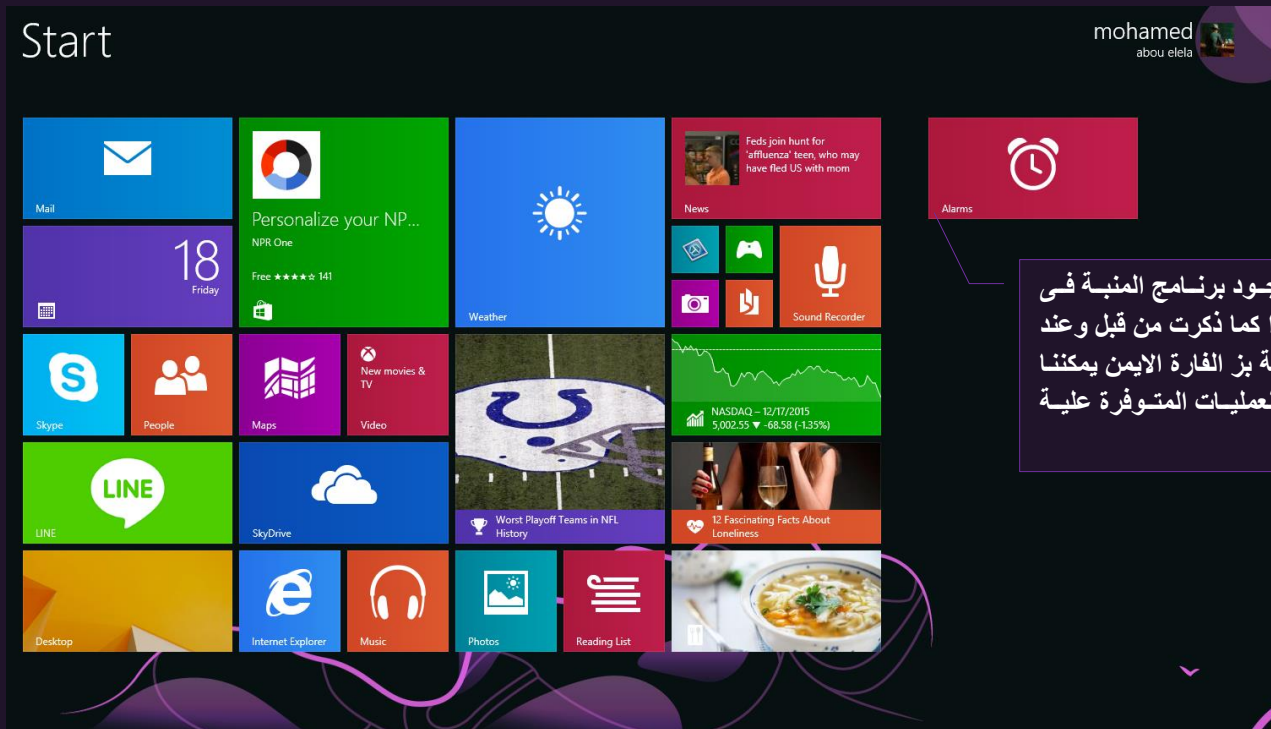 Start
mohamed
abou elela
Mail
Personalize your NP...
NPR One
Free ★★★★☆ 141
Weather
Feds join hunt for
'affluenza' teen, who may
have fled US with mom
News
Alarms
18
Friday
Sound Recorder
Skype
People
Maps
New movies &
TV
Video
NASDAQ – 12/17/2015
5,002.55 ▼ -68.58 (-1.35%)
LINE
LINE
SkyDrive
Worst Playoff Teams in NFL
History
12 Fascinating Facts About
Loneliness
Desktop
Internet Explorer
Music
Photos
Reading List
برنـامج المنبـة فـى
كما ذكرت من قبل وعند
بز الفارة الايمن يمكننـا
المتـوفرة عليـة